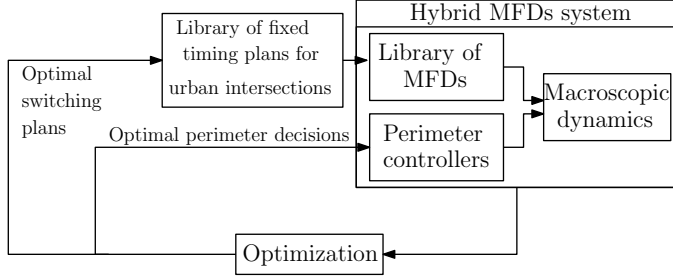 Hybrid MFDs system
Library of fixed
timing plans for
urban intersections
Library of
MFDs
Optimal
switching
plans
Macroscopic
dynamics
Optimal perimeter decisions
Perimeter
controllers
Optimization